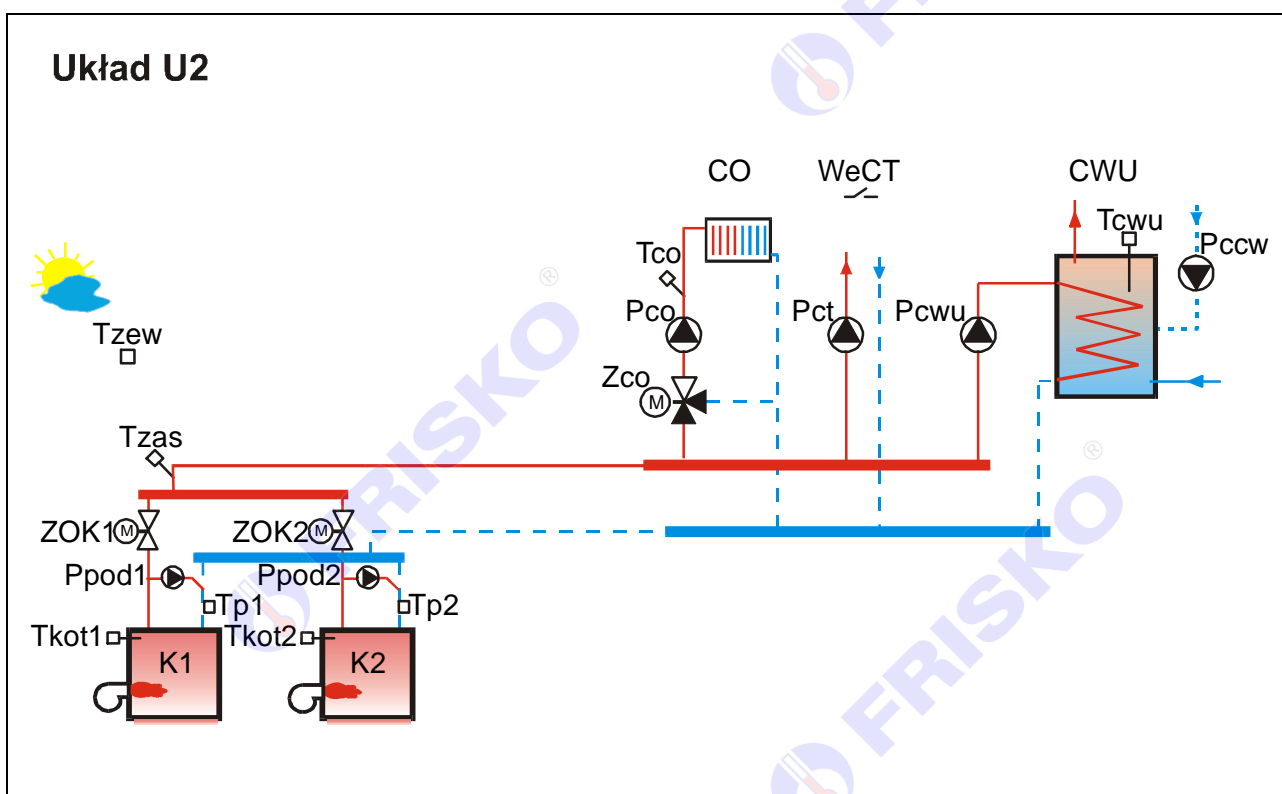 Układ U2
CO WeCT CWU
Tco Tcwu Pccw
Tzew
Pco Pct Pcwu
Zco
M
Tzas
ZOK1 M ZOK2 M
Ppod1 Ppod2
Tp1 Tp2
Tkot1 Tkot2
K1 K2
FRISKO
FRISKO ®
FRISKO ®